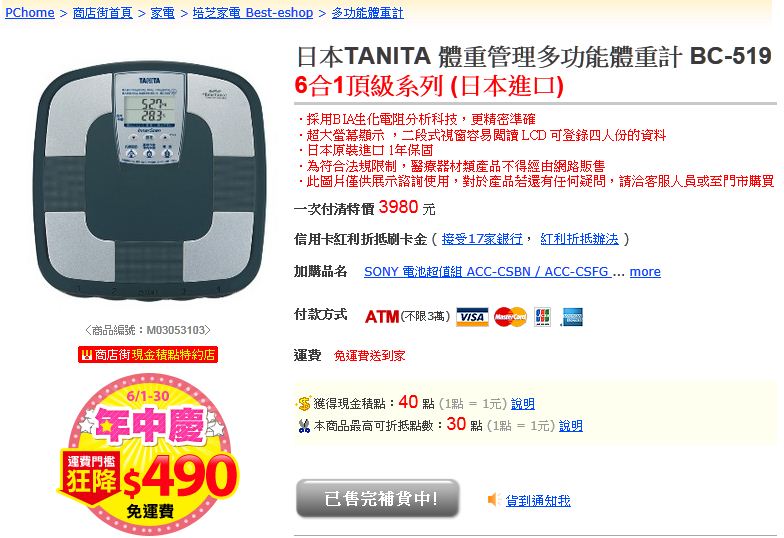 PChome > 商店街首頁 > 家電 > 培芝家電 Best-eshop > 多功能體重計
日本TANITA 體重管理多功能體重計 BC-519
6合1頂級系列 (日本進口)
‧採用BIA生化電阻分析科技，更精密準確
‧超大螢幕顯示 ，二段式視窗容易閱讀 LCD 可登錄四人份的資料
‧日本原裝進口 1年保固
‧為符合法規限制，醫療器材類產品不得經由網路販售
‧此圖片僅供展示諮詢使用，對於產品若還有任何疑問，請洽客服人員或至門市購買
一次付清特價 3980 元
信用卡紅利折抵刷卡金 ( 接受17家銀行， 紅利折抵辦法 )
加購品名 SONY 電池超值組 ACC-CSBN / ACC-CSFG ... more
付款方式 ATM(不限3萬) VISA MasterCard JCB
運費 免運費送到家
獲得現金積點：40 點 (1點 = 1元) 說明
本商品最高可折抵點數：30 點 (1點 = 1元) 說明
已售完補貨中!
貨到通知我
TANITA
527
28.3
InnerScan
〈商品編號：M03053103〉
商店街現金積點特約店
6/1-30
年中慶
運費門檻
狂降$490
免運費